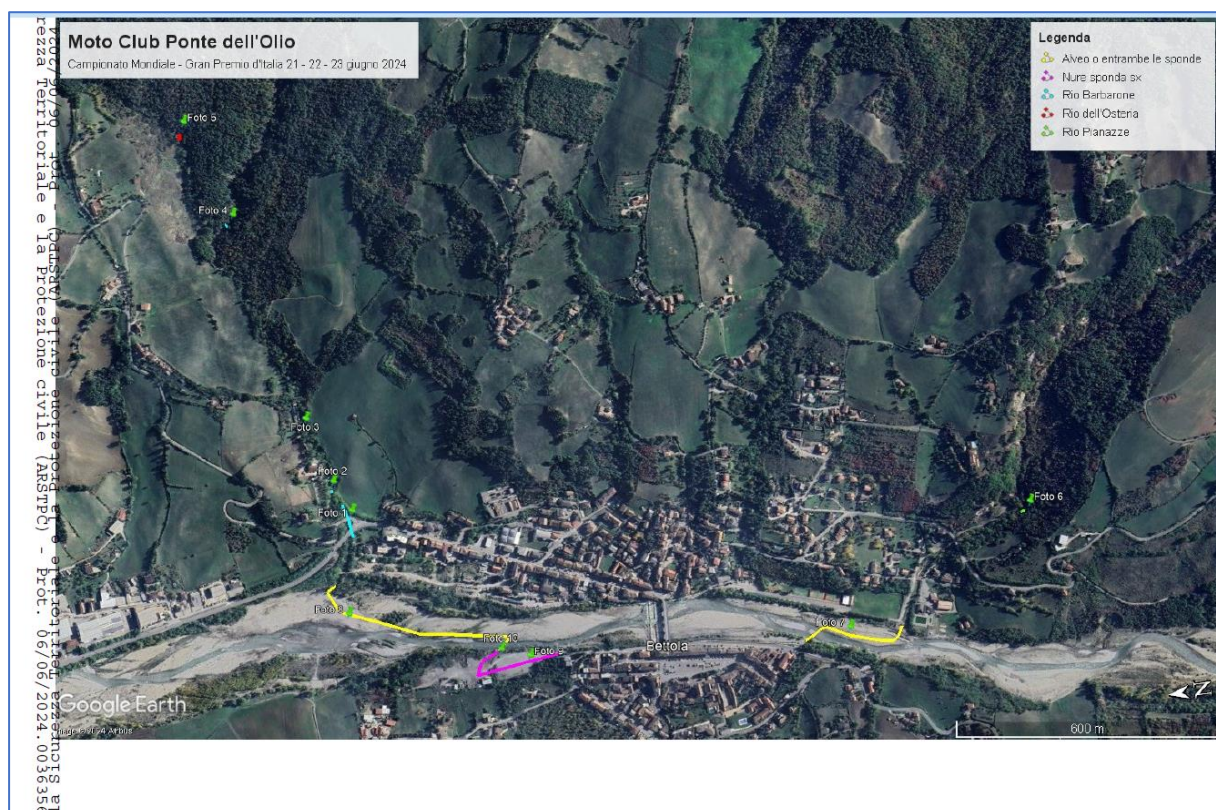 Moto Club Ponte dell'Olio
Campionato Mondiale - Gran Premio d'Italia 21 - 22 - 23 giugno 2024
Legenda
Alveo o entrambe le sponde
Nure sponda sx
Rio Barbarone
Rio dell'Osteria
Rio Pianazze
Foto 5
Foto 4
Foto 3
Foto 2
Foto 1
Foto 6
Foto 8
Foto 7
Foto 10
Foto 9
Bettola
Google Earth
600 m
rezza Territoriale e la Protezione civile (ARSTPC) - Prot. 06/06/2024.0036356